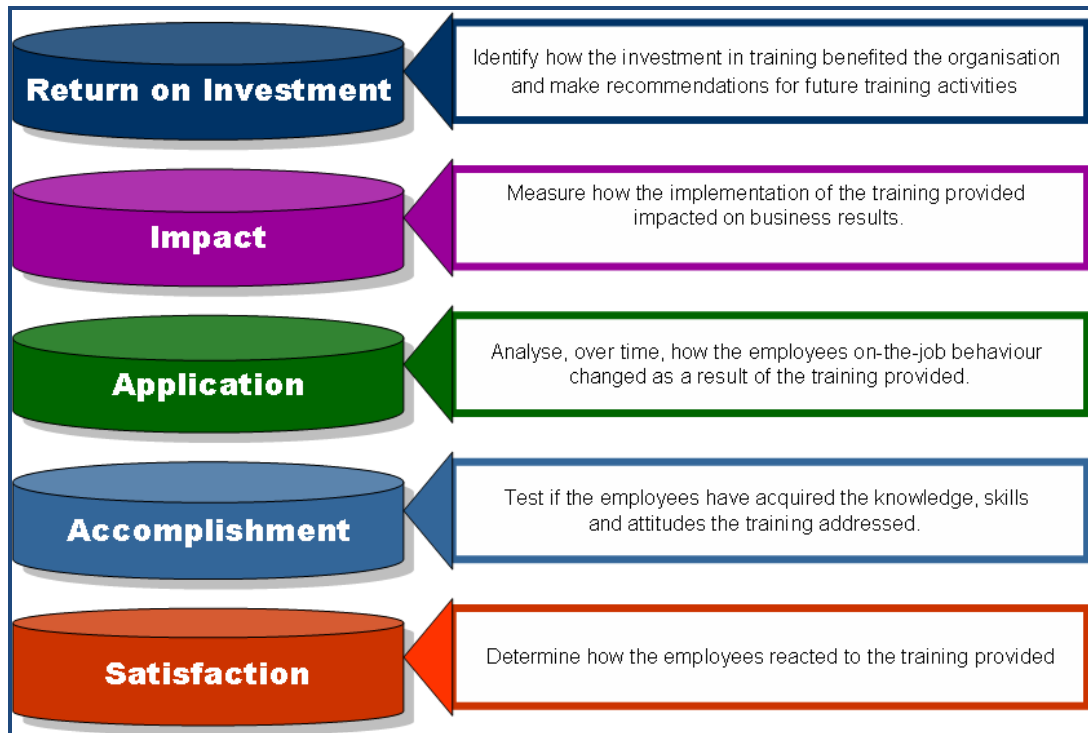 Return on Investment
Identify how the investment in training benefited the organisation
and make recommendations for future training activities
Impact
Measure how the implementation of the training provided
impacted on business results.
Application
Analyse, over time, how the employees on-the-job behaviour
changed as a result of the training provided.
Accomplishment
Test if the employees have acquired the knowledge, skills
and attitudes the training addressed.
Satisfaction
Determine how the employees reacted to the training provided